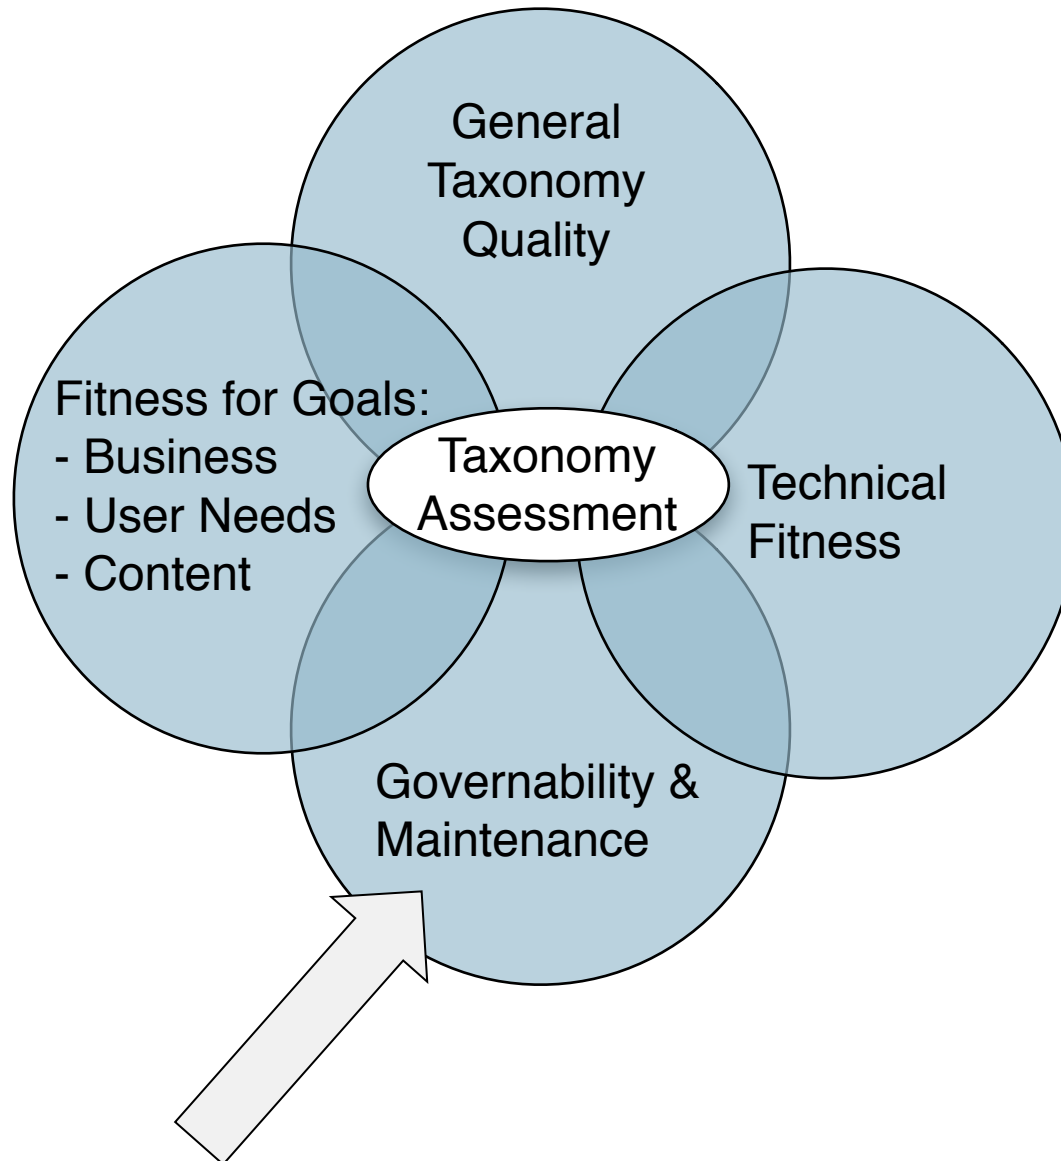 General
Taxonomy
Quality
Fitness for Goals:
- Business
- User Needs
- Content
Taxonomy
Assessment
Technical
Fitness
Governability &
Maintenance